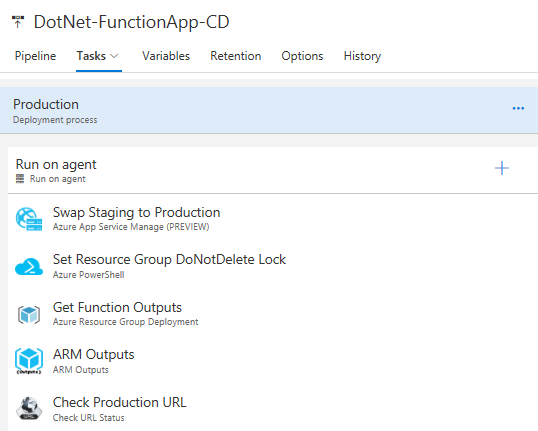 DotNet-FunctionApp-CD
Pipeline Tasks Variables Retention Options History
Production
Deployment process
...
Run on agent
Run on agent
Swap Staging to Production
Azure App Service Manage (PREVIEW)
Set Resource Group DoNotDelete Lock
Azure PowerShell
Get Function Outputs
Azure Resource Group Deployment
ARM Outputs
ARM Outputs
Check Production URL
Check URL Status